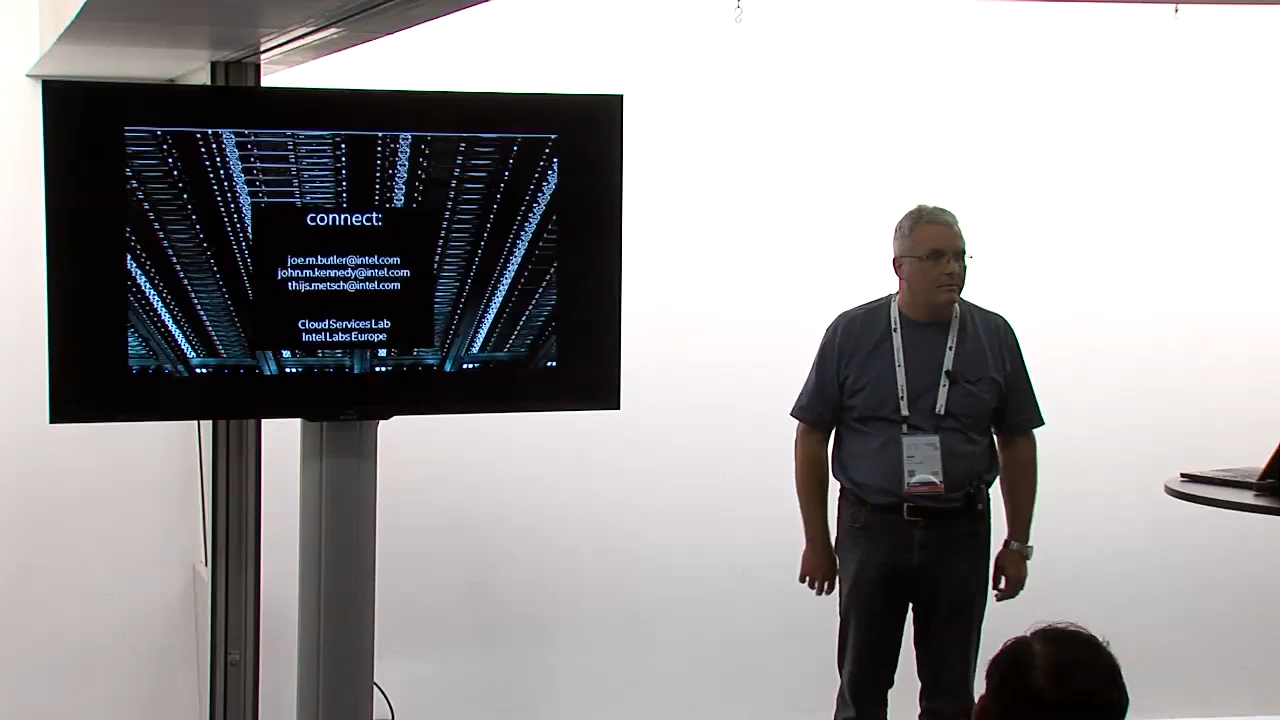 connect:
joe.m.butler@intel.com
john.m.kennedy@intel.com
thijs.metsch@intel.com
Cloud Services Lab
Intel Labs Europe